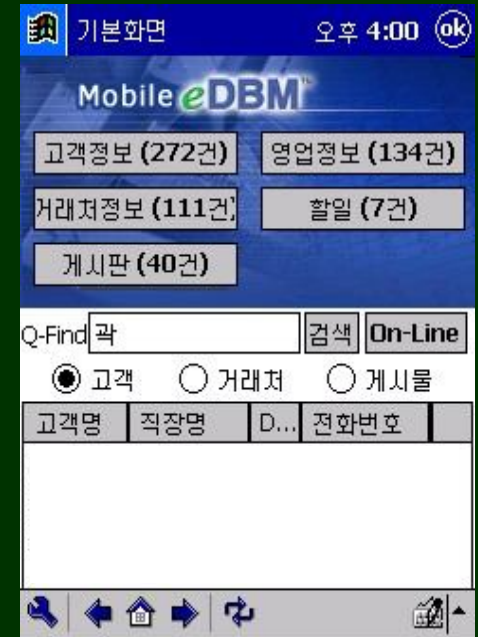 기본화면 오후 4:00 ok
Mobile eDBM™
고객정보 (272건) 영업정보 (134건)
거래처정보 (111건) 할일 (7건)
게시판 (40건)
Q-Find 곽 검색 On-Line
고객 거래처 게시물
고객명 직장명 D... 전화번호